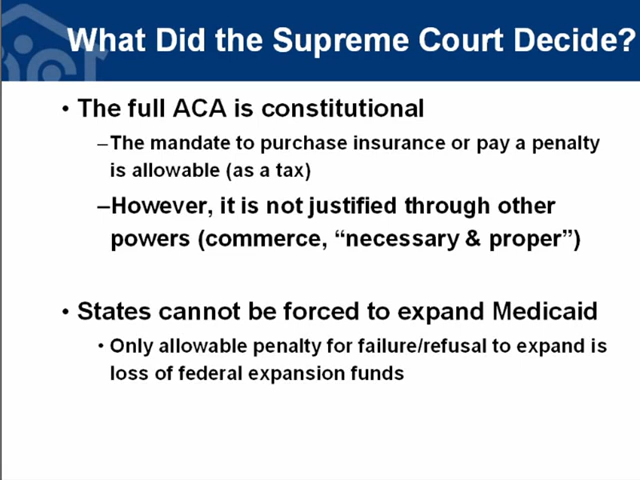 What Did the Supreme Court Decide?
• The full ACA is constitutional
–The mandate to purchase insurance or pay a penalty
is allowable (as a tax)
–However, it is not justified through other
powers (commerce, “necessary & proper”)
• States cannot be forced to expand Medicaid
• Only allowable penalty for failure/refusal to expand is
loss of federal expansion funds